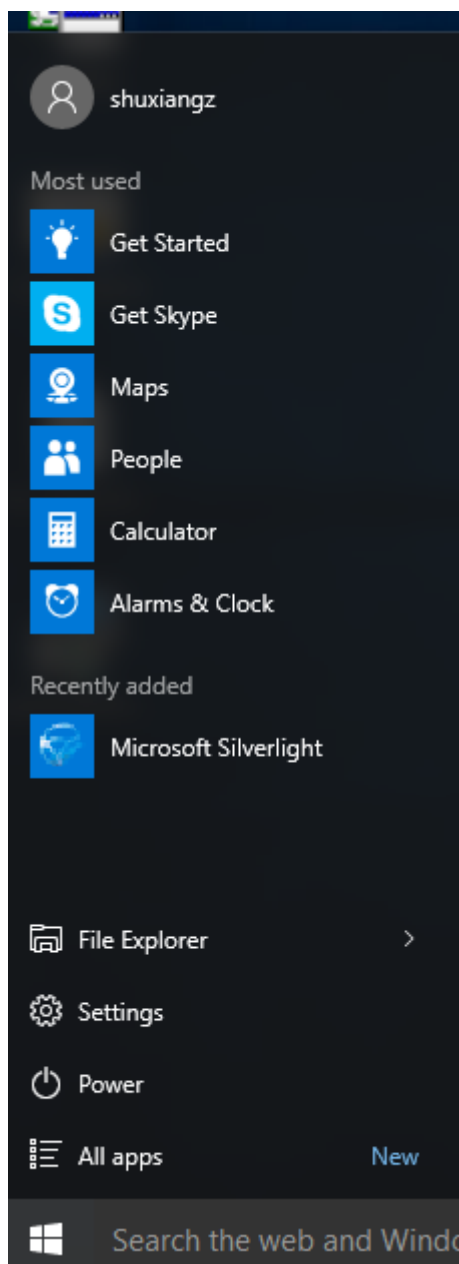 shuxiangz
Most used
Get Started
Get Skype
Maps
People
Calculator
Alarms & Clock
Recently added
Microsoft Silverlight
File Explorer
Settings
Power
All apps New
Search the web and Windo